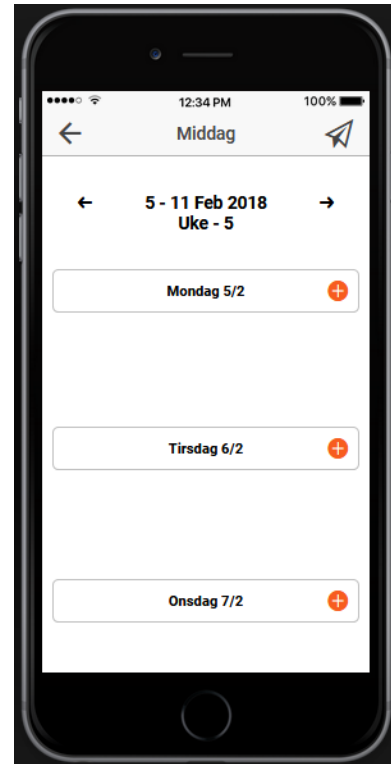 12:34 PM
100%
Middag
5 - 11 Feb 2018
Uke - 5
Mondag 5/2
Tirsdag 6/2
Onsdag 7/2